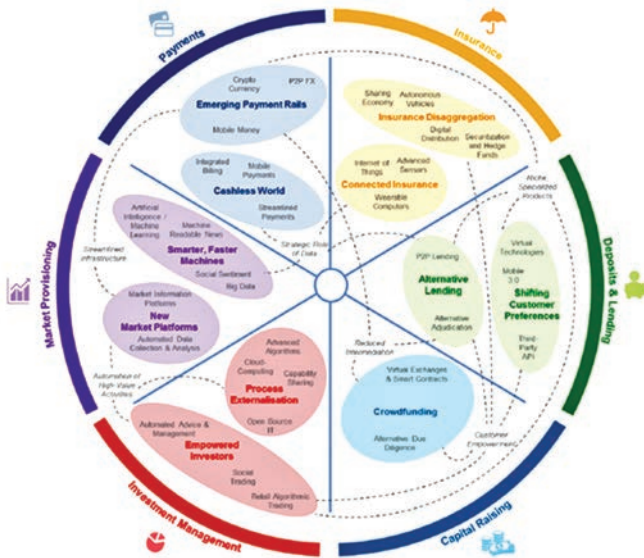 Payments
Insurance
Deposits & Lending
Capital Raising
Investment Management
Market Provisioning
Crypto
Currency
P2P FX
Emerging Payment Rails
Mobile Money
Integrated
Billing
Mobile
Payments
Cashless World
Streamlined
Payments
Sharing
Economy
Autonomous
Vehicles
Insurance Disaggregation
Digital
Distribution
Securitization
and Hedge
Funds
Internet of
Things
Advanced
Sensors
Connected Insurance
Wearable
Computers
Niche
Specialized
Products
Artificial
Intelligence /
Machine
Learning
Machine
Readable News
Smarter, Faster
Machines
Social Sentiment
Big Data
Streamlined
Infrastructure
Strategic Role
of Data
P2P Lending
Alternative
Lending
Alternative
Adjudication
Virtual
Technologies
Mobile
3.0
Shifting
Customer
Preferences
Third-
Party
API
Market Information
Platforms
New
Market Platforms
Automated Data
Collection & Analysis
Automation of
High-Value
Activities
Advanced
Algorithms
Cloud-
Computing
Capability
Sharing
Process
Externalisation
Open Source
IT
Reduced
Intermediation
Virtual Exchanges
& Smart Contracts
Crowdfunding
Alternative Due
Diligence
Customer
Empowerment
Automated Advice &
Management
Empowered
Investors
Social
Trading
Retail Algorithmic
Trading